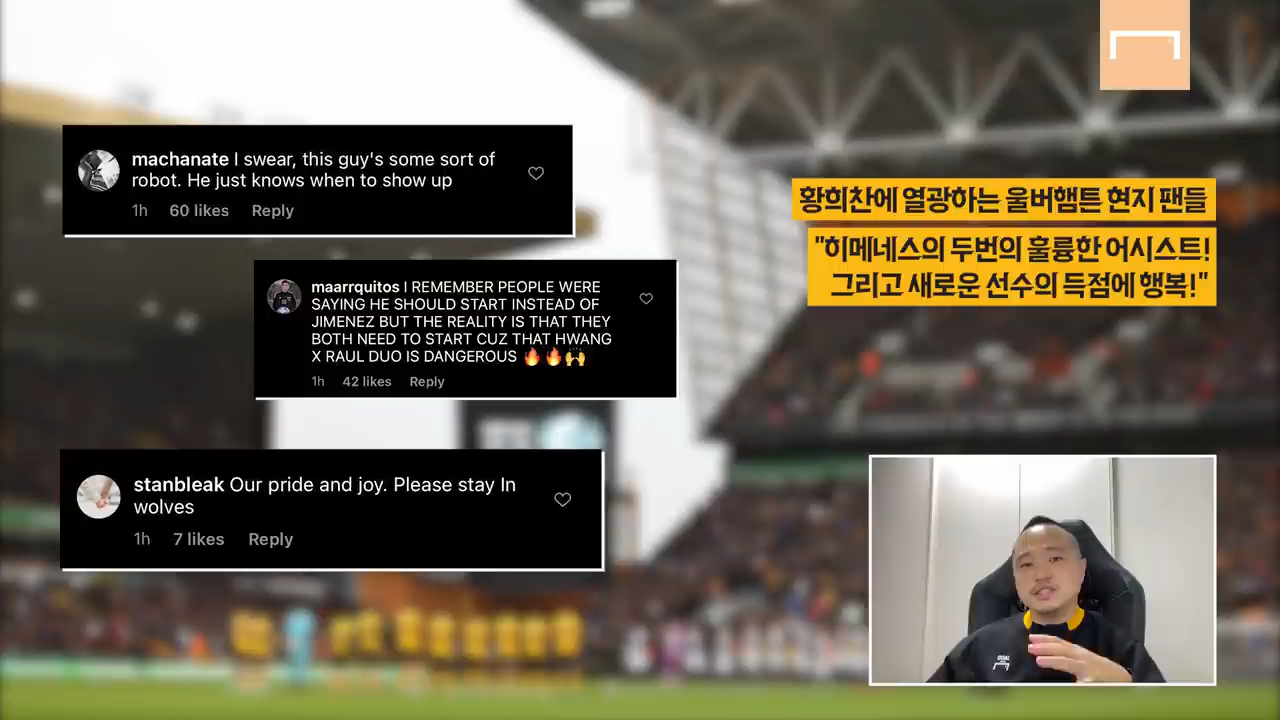 machanate I swear, this guy's some sort of
robot. He just knows when to show up
1h 60 likes Reply
maarrquitos I REMEMBER PEOPLE WERE
SAYING HE SHOULD START INSTEAD OF
JIMENEZ BUT THE REALITY IS THAT THEY
BOTH NEED TO START CUZ THAT HWANG
X RAUL DUO IS DANGEROUS 🔥🔥🙌
1h 42 likes Reply
stanbleak Our pride and joy. Please stay In
wolves
1h 7 likes Reply
황희찬에 열광하는 울버햄튼 현지 팬들
"히메네스의 두번의 훌륭한 어시스트!
그리고 새로운 선수의 득점에 행복!"
GOAL